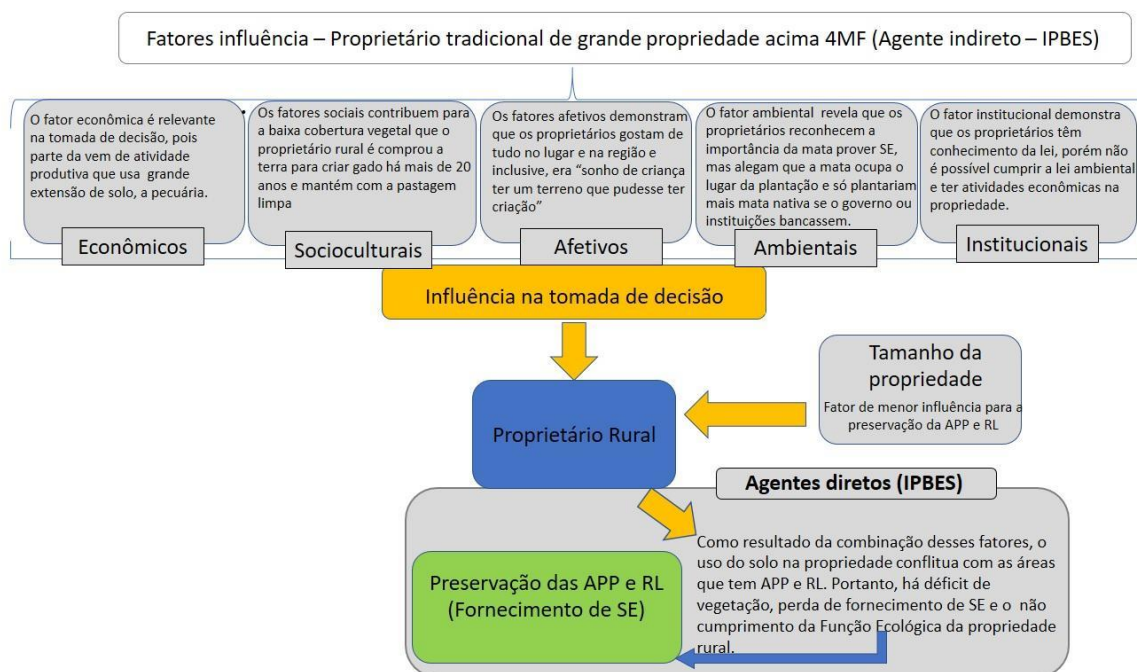 Fatores influência – Proprietário tradicional de grande propriedade acima 4MF (Agente indireto – IPBES)
O fator econômica é relevante
na tomada de decisão, pois
parte da vem de atividade
produtiva que usa grande
extensão de solo, a pecuária.
Econômicos
• Os fatores sociais contribuem para
a baixa cobertura vegetal que o
proprietário rural é comprou a
terra para criar gado há mais de 20
anos e mantém com a pastagem
limpa
Socioculturais
Os fatores afetivos demonstram
que os proprietários gostam de
tudo no lugar e na região e
inclusive, era “sonho de criança
ter um terreno que pudesse ter
criação”
Afetivos
O fator ambiental revela que os
proprietários reconhecem a
importância da mata prover SE,
mas alegam que a mata ocupa o
lugar da plantação e só plantariam
mais mata nativa se o governo ou
instituições bancassem.
Ambientais
O fator institucional demonstra
que os proprietários têm
conhecimento da lei, porém não
é possível cumprir a lei ambiental
e ter atividades econômicas na
propriedade.
Institucionais
Influência na tomada de decisão
Tamanho da
propriedade
Fator de menor influência para a
preservação da APP e RL
Proprietário Rural
Agentes diretos (IPBES)
Como resultado da combinação desses fatores, o
uso do solo na propriedade conflitua com as áreas
que tem APP e RL. Portanto, há déficit de
vegetação, perda de fornecimento de SE e o não
cumprimento da Função Ecológica da propriedade
rural.
Preservação das APP e RL
(Fornecimento de SE)